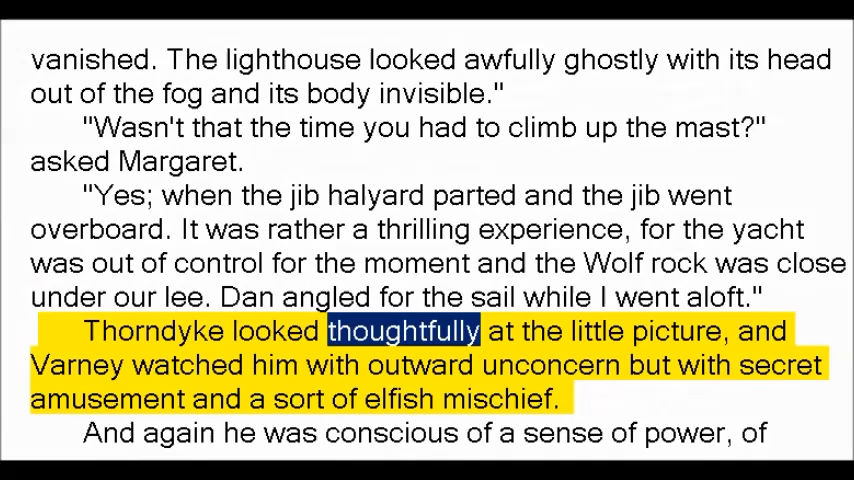 vanished. The lighthouse looked awfully ghostly with its head
out of the fog and its body invisible."
"Wasn't that the time you had to climb up the mast?"
asked Margaret.
"Yes; when the jib halyard parted and the jib went
overboard. It was rather a thrilling experience, for the yacht
was out of control for the moment and the Wolf rock was close
under our lee. Dan angled for the sail while I went aloft."
Thorndyke looked thoughtfully at the little picture, and
Varney watched him with outward unconcern but with secret
amusement and a sort of elfish mischief.
And again he was conscious of a sense of power, of